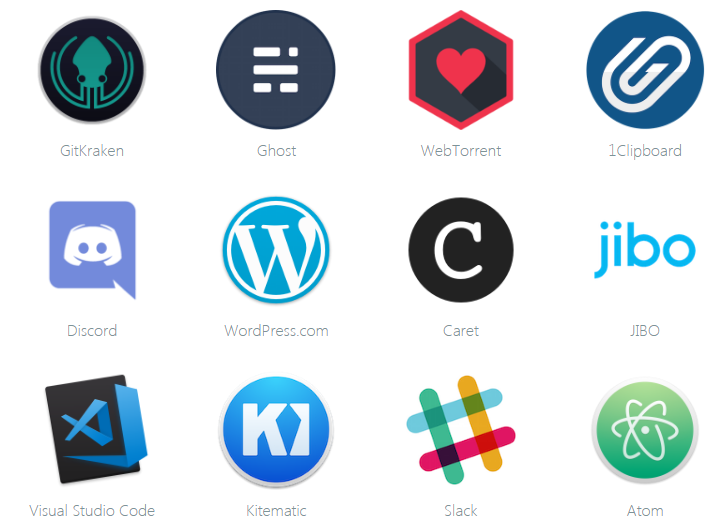 GitKraken
Ghost
WebTorrent
1Clipboard
jibo
Discord
WordPress.com
Caret
JIBO
Visual Studio Code
Kitematic
Slack
Atom